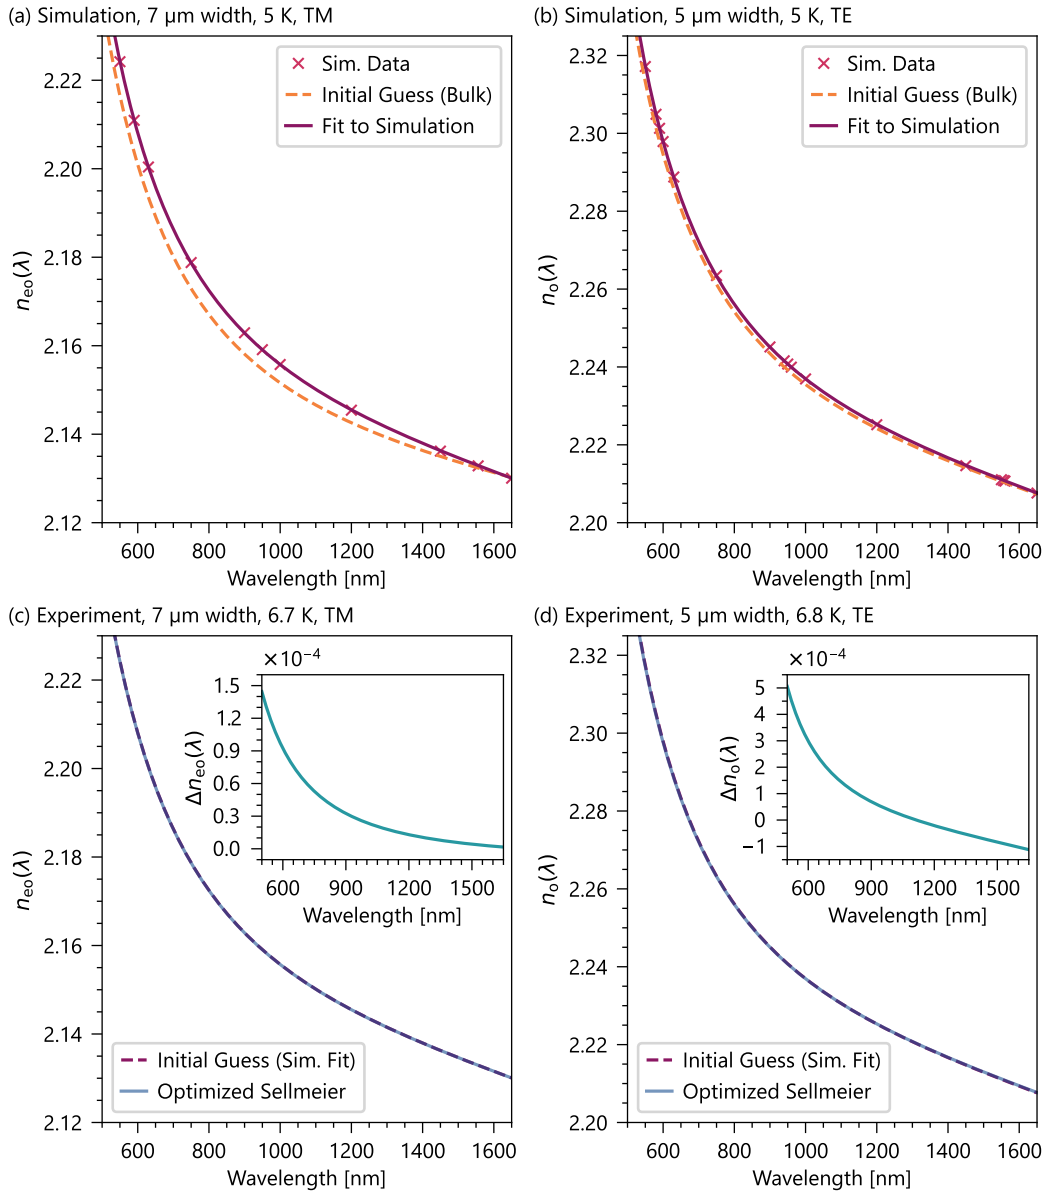 (a) Simulation, 7 µm width, 5 K, TM
2.22
2.20
2.18
2.16
2.14
2.12
n_eo(λ)
× Sim. Data
Initial Guess (Bulk)
Fit to Simulation
600 800 1000 1200 1400 1600
Wavelength [nm]
(b) Simulation, 5 µm width, 5 K, TE
2.32
2.30
2.28
2.26
2.24
2.22
2.20
n_o(λ)
× Sim. Data
Initial Guess (Bulk)
Fit to Simulation
600 800 1000 1200 1400 1600
Wavelength [nm]
(c) Experiment, 7 µm width, 6.7 K, TM
2.22
2.20
2.18
2.16
2.14
2.12
n_eo(λ)
×10⁻⁴
1.5
1.2
0.9
0.6
0.3
0.0
Δn_eo(λ)
600 900 1200 1500
Wavelength [nm]
Initial Guess (Sim. Fit)
Optimized Sellmeier
600 800 1000 1200 1400 1600
Wavelength [nm]
(d) Experiment, 5 µm width, 6.8 K, TE
2.32
2.30
2.28
2.26
2.24
2.22
2.20
n_o(λ)
×10⁻⁴
5
4
3
2
1
0
−1
Δn_o(λ)
600 900 1200 1500
Wavelength [nm]
Initial Guess (Sim. Fit)
Optimized Sellmeier
600 800 1000 1200 1400 1600
Wavelength [nm]